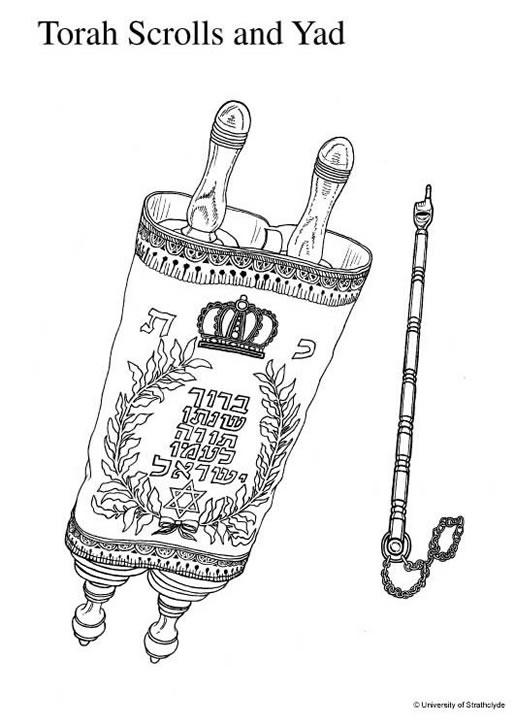 Torah Scrolls and Yad
כ ת
ברוך
שנתן
תורה
לעמו
ישראל
© University of Strathclyde